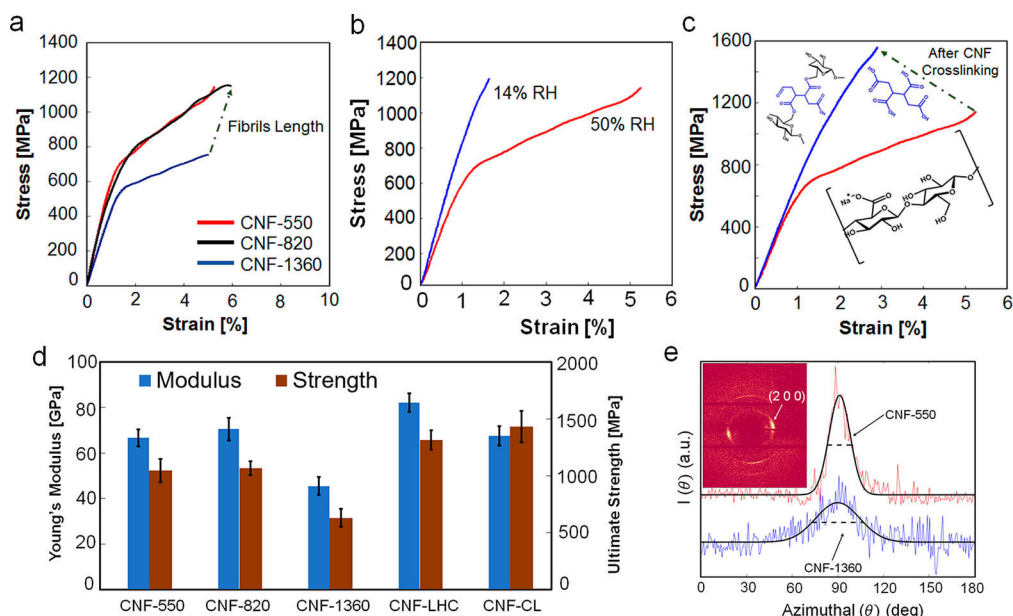 a
1400
1200
1000
800
600
400
200
0
Stress [MPa]
Fibrils Length
CNF-550
CNF-820
CNF-1360
0 2 4 6 8 10
Strain [%]
b
1400
1200
1000
800
600
400
200
0
Stress [MPa]
14% RH
50% RH
0 1 2 3 4 5 6
Strain [%]
c
1600
1200
800
400
0
Stress [MPa]
After CNF
Crosslinking
0 1 2 3 4 5 6
Strain [%]
d
100
80
60
40
20
0
Young's Modulus [GPa]
Modulus
Strength
2000
1500
1000
500
0
Ultimate Strength [MPa]
CNF-550 CNF-820 CNF-1360 CNF-LHC CNF-CL
e
I (θ) (a.u.)
(2 0 0)
CNF-550
CNF-1360
0 30 60 90 120 150 180
Azimuthal (θ) (deg)